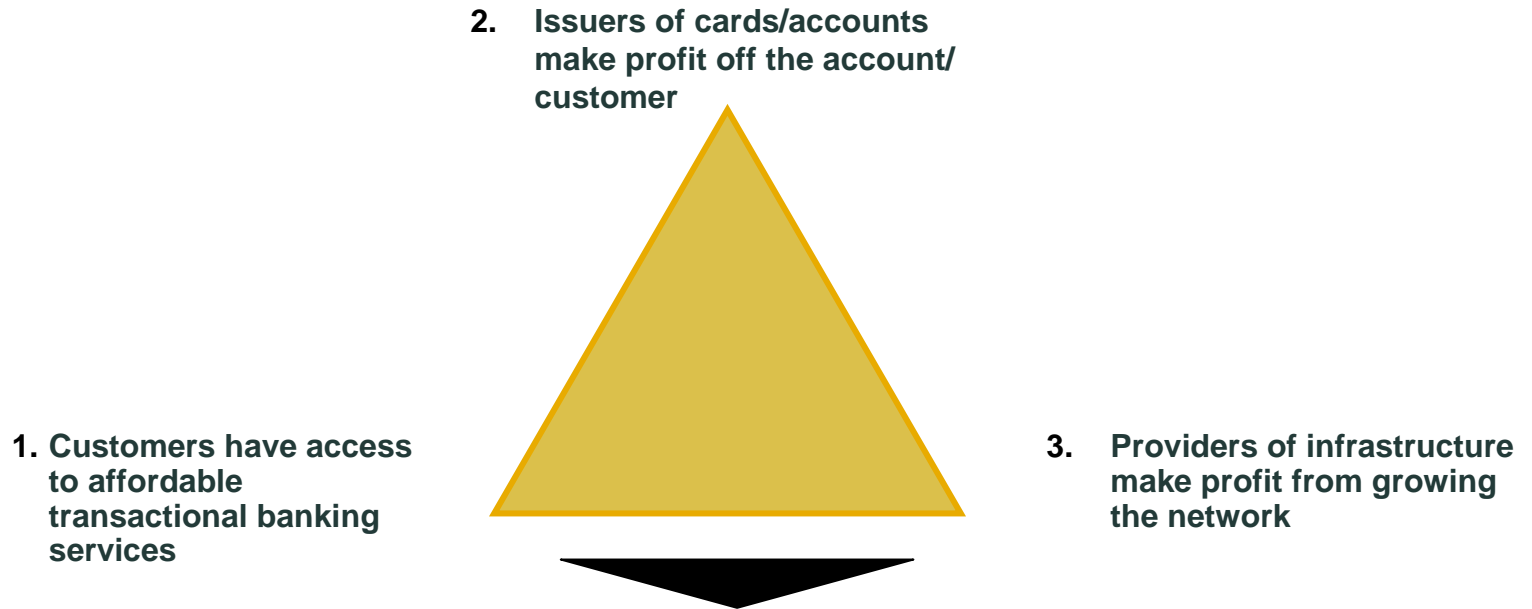 2. Issuers of cards/accounts
make profit off the account/
customer
1. Customers have access
to affordable
transactional banking
services
3. Providers of infrastructure
make profit from growing
the network